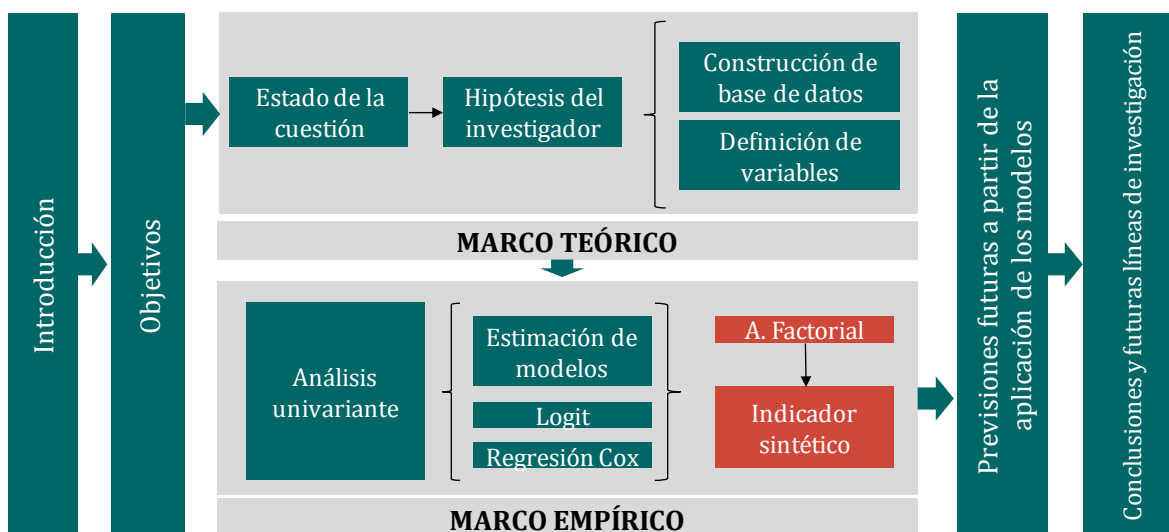 Introducción
Objetivos
Estado de la
cuestión
Hipótesis del
investigador
Construcción de
base de datos
Definición de
variables
MARCO TEÓRICO
Análisis
univariante
Estimación de
modelos
Logit
Regresión Cox
A. Factorial
Indicador
sintético
MARCO EMPÍRICO
Previsiones futuras a partir de la
aplicación de los modelos
Conclusiones y futuras líneas de investigación